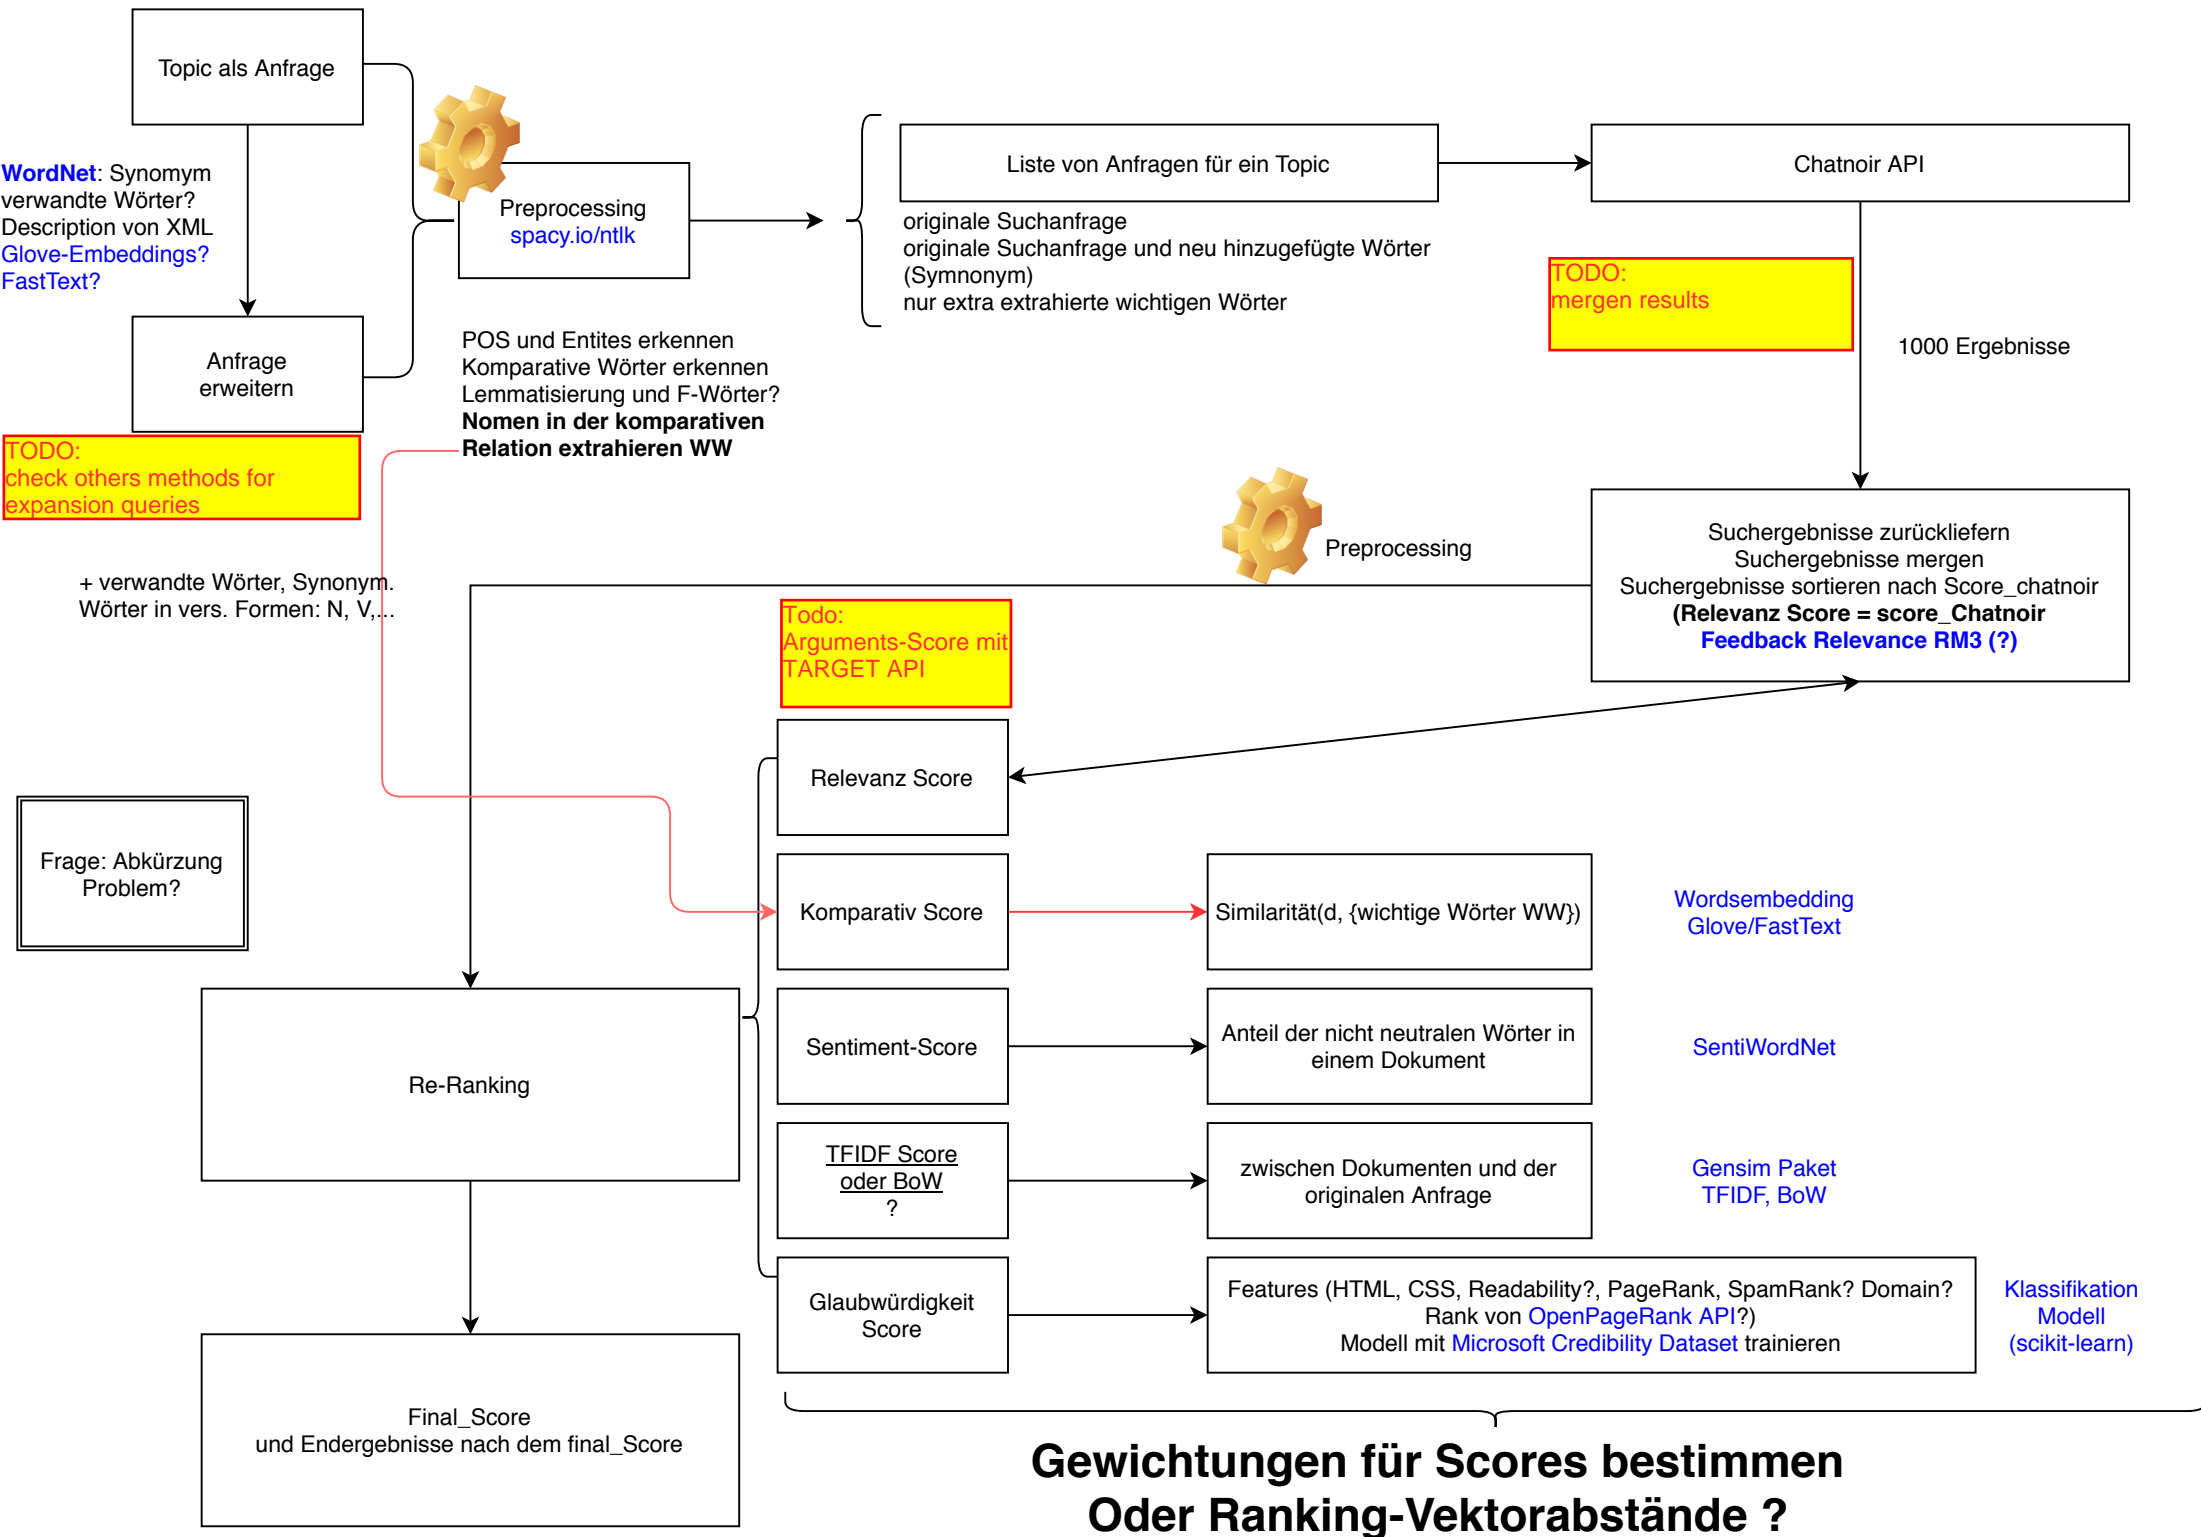 Topic als Anfrage
WordNet: Synomym
verwandte Wörter?
Description von XML
Glove-Embeddings?
FastText?
Anfrage
erweitern
TODO:
check others methods for
expansion queries
Preprocessing
spacy.io/ntlk
POS und Entites erkennen
Komparative Wörter erkennen
Lemmatisierung und F-Wörter?
Nomen in der komparativen
Relation extrahieren WW
+ verwandte Wörter, Synonym.
Wörter in vers. Formen: N, V,...
Liste von Anfragen für ein Topic
originale Suchanfrage
originale Suchanfrage und neu hinzugefügte Wörter
(Symnonym)
nur extra extrahierte wichtigen Wörter
Chatnoir API
TODO:
mergen results
1000 Ergebnisse
Suchergebnisse zurückliefern
Suchergebnisse mergen
Suchergebnisse sortieren nach Score_chatnoir
(Relevanz Score = score_Chatnoir
Feedback Relevance RM3 (?)
Preprocessing
Todo:
Arguments-Score mit
TARGET API
Frage: Abkürzung
Problem?
Re-Ranking
Relevanz Score
Komparativ Score
Similarität(d, {wichtige Wörter WW})
Wordsembedding
Glove/FastText
Sentiment-Score
Anteil der nicht neutralen Wörter in
einem Dokument
SentiWordNet
TFIDF Score
oder BoW
?
zwischen Dokumenten und der
originalen Anfrage
Gensim Paket
TFIDF, BoW
Glaubwürdigkeit
Score
Features (HTML, CSS, Readability?, PageRank, SpamRank? Domain?
Rank von OpenPageRank API?)
Modell mit Microsoft Credibility Dataset trainieren
Klassifikation
Modell
(scikit-learn)
Final_Score
und Endergebnisse nach dem final_Score
Gewichtungen für Scores bestimmen
Oder Ranking-Vektorabstände ?